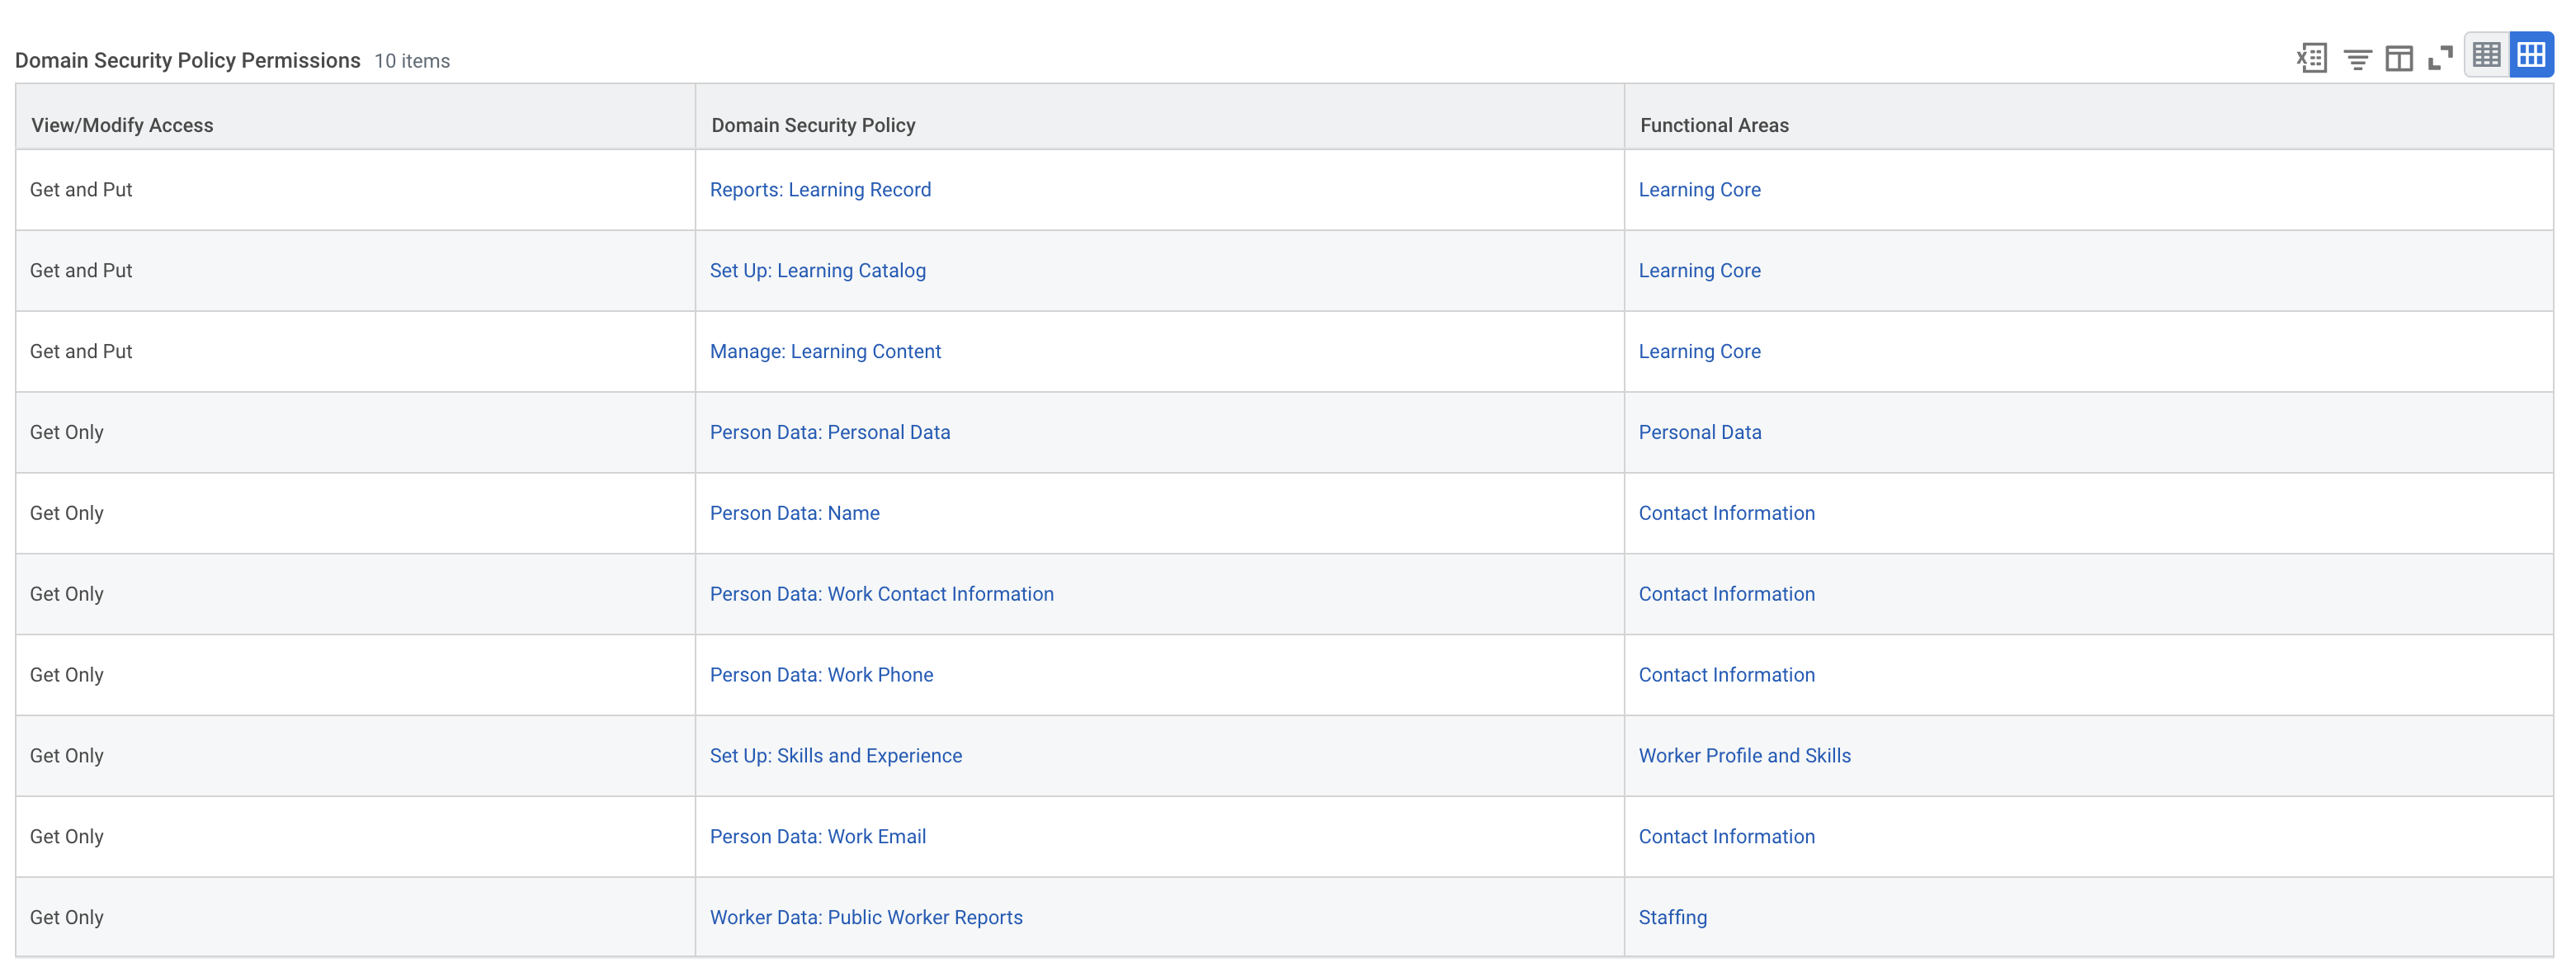 Domain Security Policy Permissions 10 items
View/Modify Access Domain Security Policy Functional Areas
Get and Put Reports: Learning Record Learning Core
Get and Put Set Up: Learning Catalog Learning Core
Get and Put Manage: Learning Content Learning Core
Get Only Person Data: Personal Data Personal Data
Get Only Person Data: Name Contact Information
Get Only Person Data: Work Contact Information Contact Information
Get Only Person Data: Work Phone Contact Information
Get Only Set Up: Skills and Experience Worker Profile and Skills
Get Only Person Data: Work Email Contact Information
Get Only Worker Data: Public Worker Reports Staffing